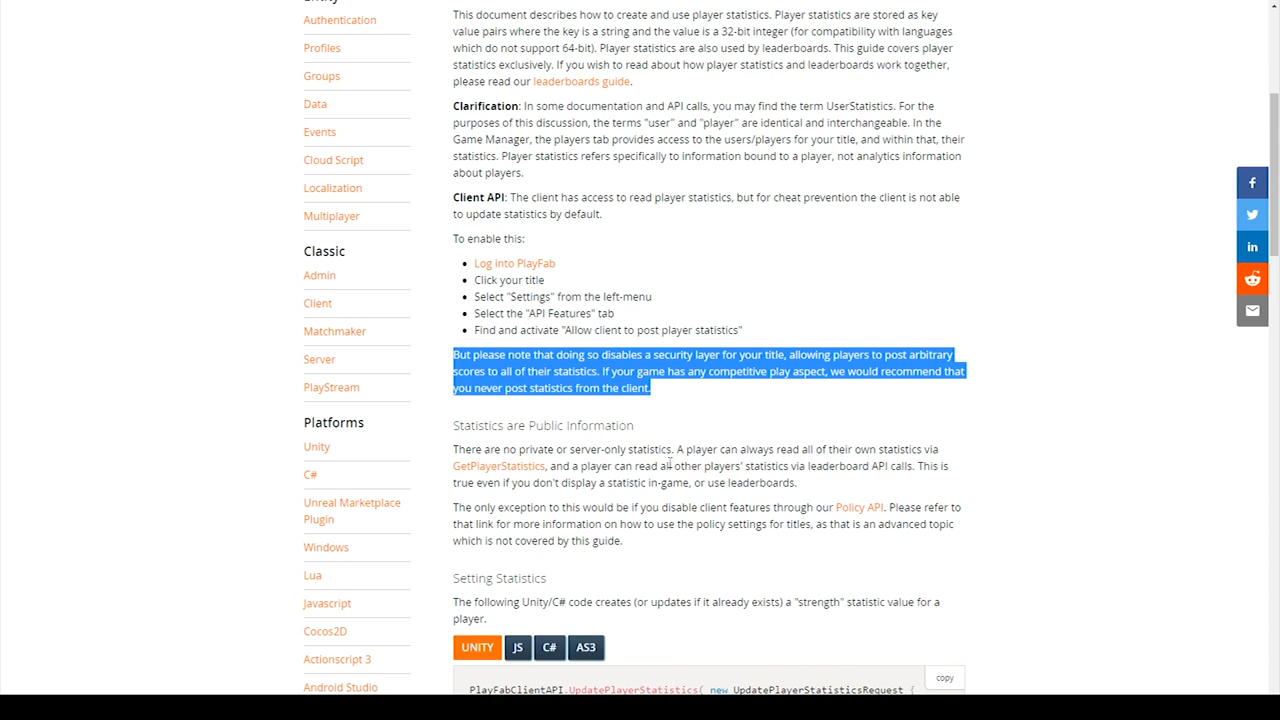 Authentication
Profiles
Groups
Data
Events
Cloud Script
Localization
Multiplayer
Classic
Admin
Client
Matchmaker
Server
PlayStream
Platforms
Unity
C#
Unreal Marketplace
Plugin
Windows
Lua
Javascript
Cocos2D
Actionscript 3
Android Studio
This document describes how to create and use player statistics. Player statistics are stored as key
value pairs where the key is a string and the value is a 32-bit integer (for compatibility with languages
which do not support 64-bit). Player statistics are also used by leaderboards. This guide covers player
statistics exclusively. If you wish to read about how player statistics and leaderboards work together,
please read our leaderboards guide.
Clarification: In some documentation and API calls, you may find the term UserStatistics. For the
purposes of this discussion, the terms "user" and "player" are identical and interchangeable. In the
Game Manager, the players tab provides access to the users/players for your title, and within that, their
statistics. Player statistics refers specifically to information bound to a player, not analytics information
about players.
Client API: The client has access to read player statistics, but for cheat prevention the client is not able
to update statistics by default.
To enable this:
• Log into PlayFab
• Click your title
• Select "Settings" from the left-menu
• Select the "API Features" tab
• Find and activate "Allow client to post player statistics"
But please note that doing so disables a security layer for your title, allowing players to post arbitrary
scores to all of their statistics. If your game has any competitive play aspect, we would recommend that
you never post statistics from the client.
Statistics are Public Information
There are no private or server-only statistics. A player can always read all of their own statistics via
GetPlayerStatistics, and a player can read all other players' statistics via leaderboard API calls. This is
true even if you don't display a statistic in-game, or use leaderboards.
The only exception to this would be if you disable client features through our Policy API. Please refer to
that link for more information on how to use the policy settings for titles, as that is an advanced topic
which is not covered by this guide.
Setting Statistics
The following Unity/C# code creates (or updates if it already exists) a "strength" statistic value for a
player.
UNITY JS C# AS3
copy
PlayFabClientAPI.UpdatePlayerStatistics( new UpdatePlayerStatisticsRequest {